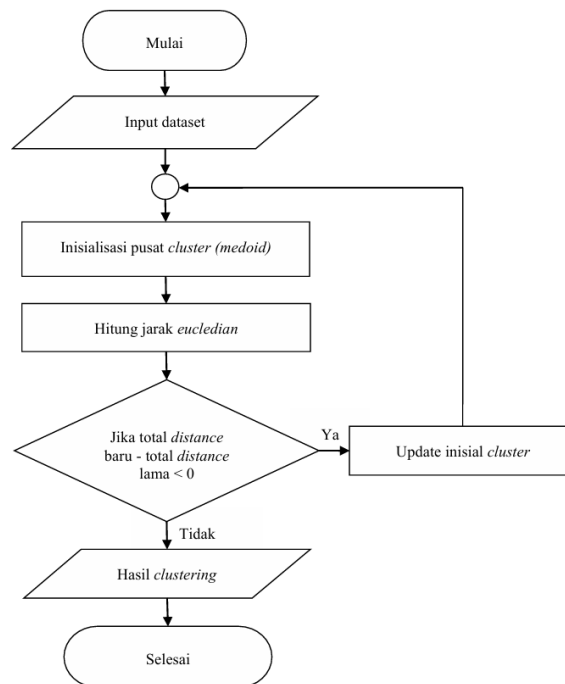 Mulai
Input dataset
Inisialisasi pusat cluster (medoid)
Hitung jarak eucledian
Jika total distance
baru - total distance
lama < 0
Ya
Update inisial cluster
Tidak
Hasil clustering
Selesai